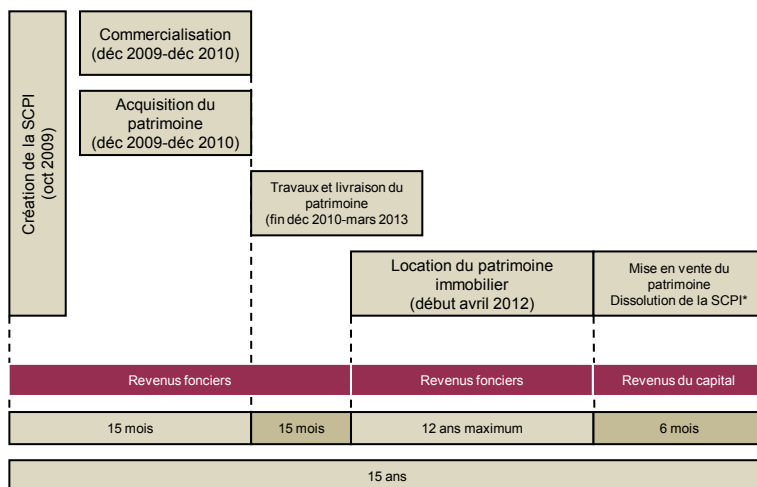 Création de la SCPI
(oct 2009)
Commercialisation
(déc 2009-déc 2010)
Acquisition du
patrimoine
(déc 2009-déc 2010)
Travaux et livraison du
patrimoine
(fin déc 2010-mars 2013
Location du patrimoine
immobilier
(début avril 2012)
Mise en vente du
patrimoine
Dissolution de la SCPI*
Revenus fonciers
Revenus fonciers
Revenus du capital
15 mois
15 mois
12 ans maximum
6 mois
15 ans